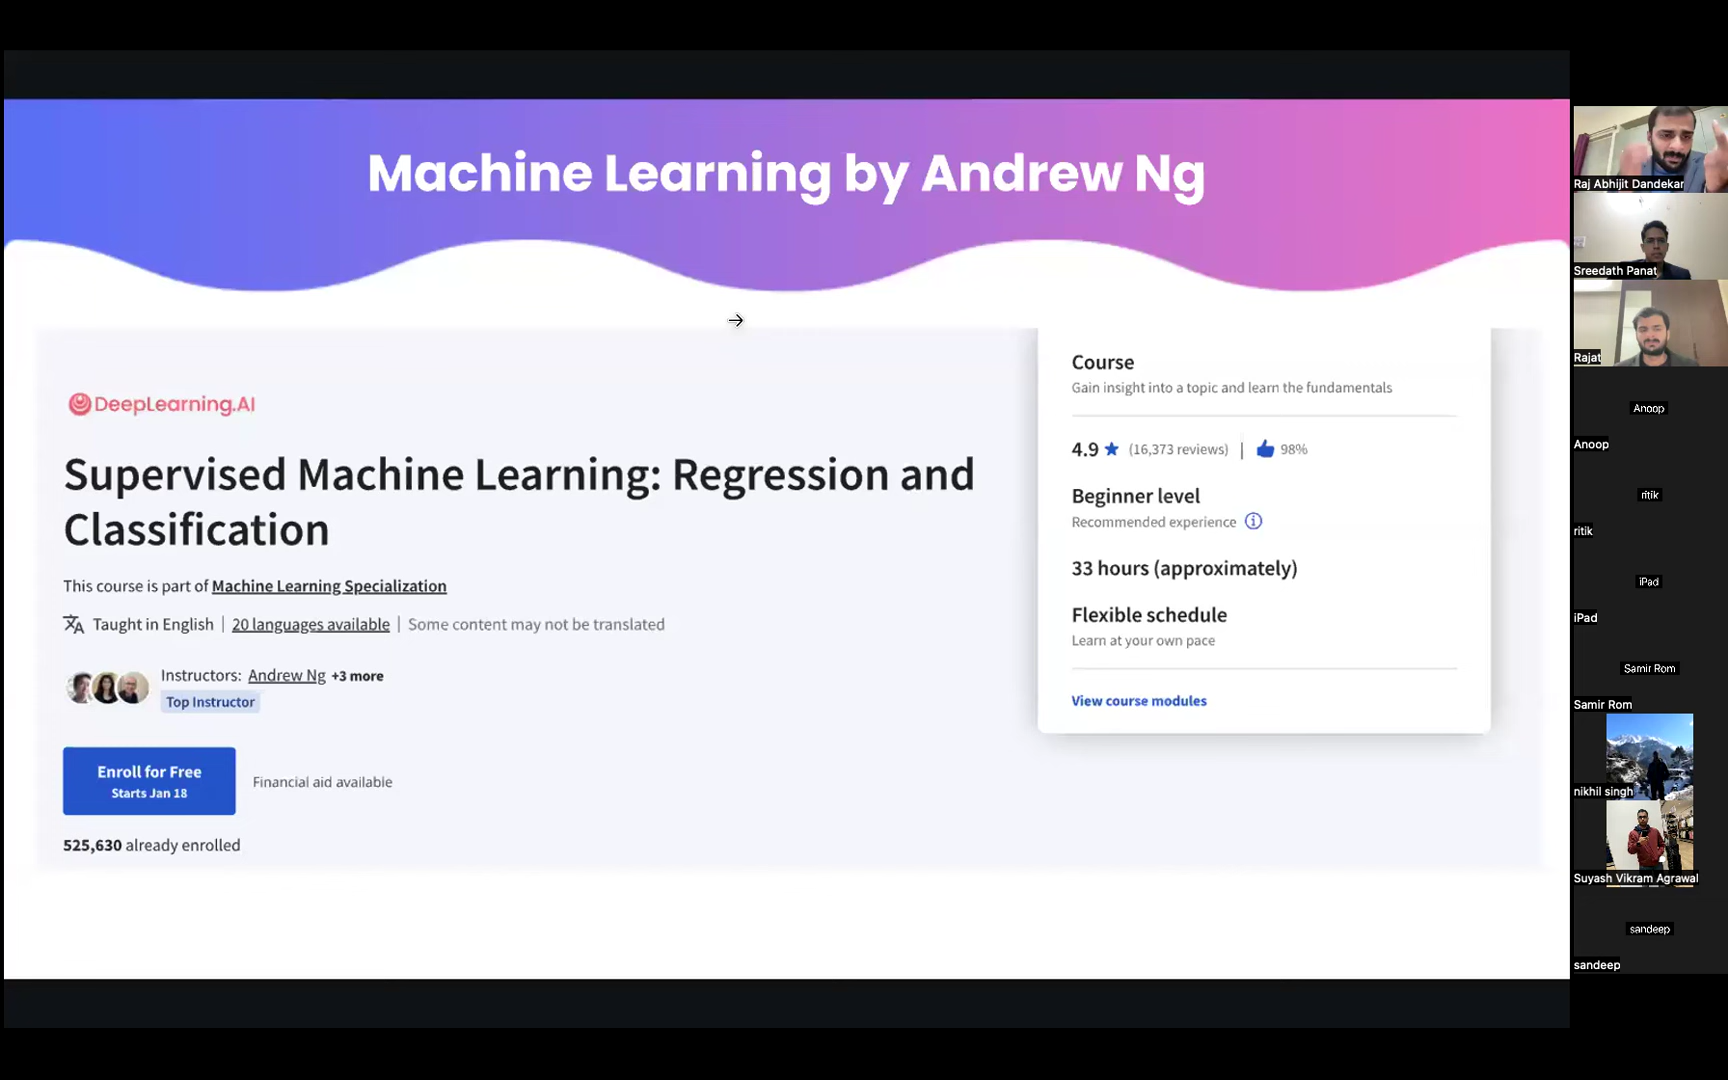 Machine Learning by Andrew Ng
DeepLearning.AI
Supervised Machine Learning: Regression and
Classification
This course is part of Machine Learning Specialization
Taught in English | 20 languages available | Some content may not be translated
Instructors: Andrew Ng +3 more
Top Instructor
Enroll for Free
Starts Jan 18
Financial aid available
525,630 already enrolled
Course
Gain insight into a topic and learn the fundamentals
4.9 ★ (16,373 reviews) | 98%
Beginner level
Recommended experience
33 hours (approximately)
Flexible schedule
Learn at your own pace
View course modules
Raj Abhijit Dandekar
Sreedath Panat
Rajat
Anoop
Anoop
ritik
ritik
iPad
iPad
Samir Rom
Samir Rom
nikhil singh
Suyash Vikram Agrawal
sandeep
sandeep